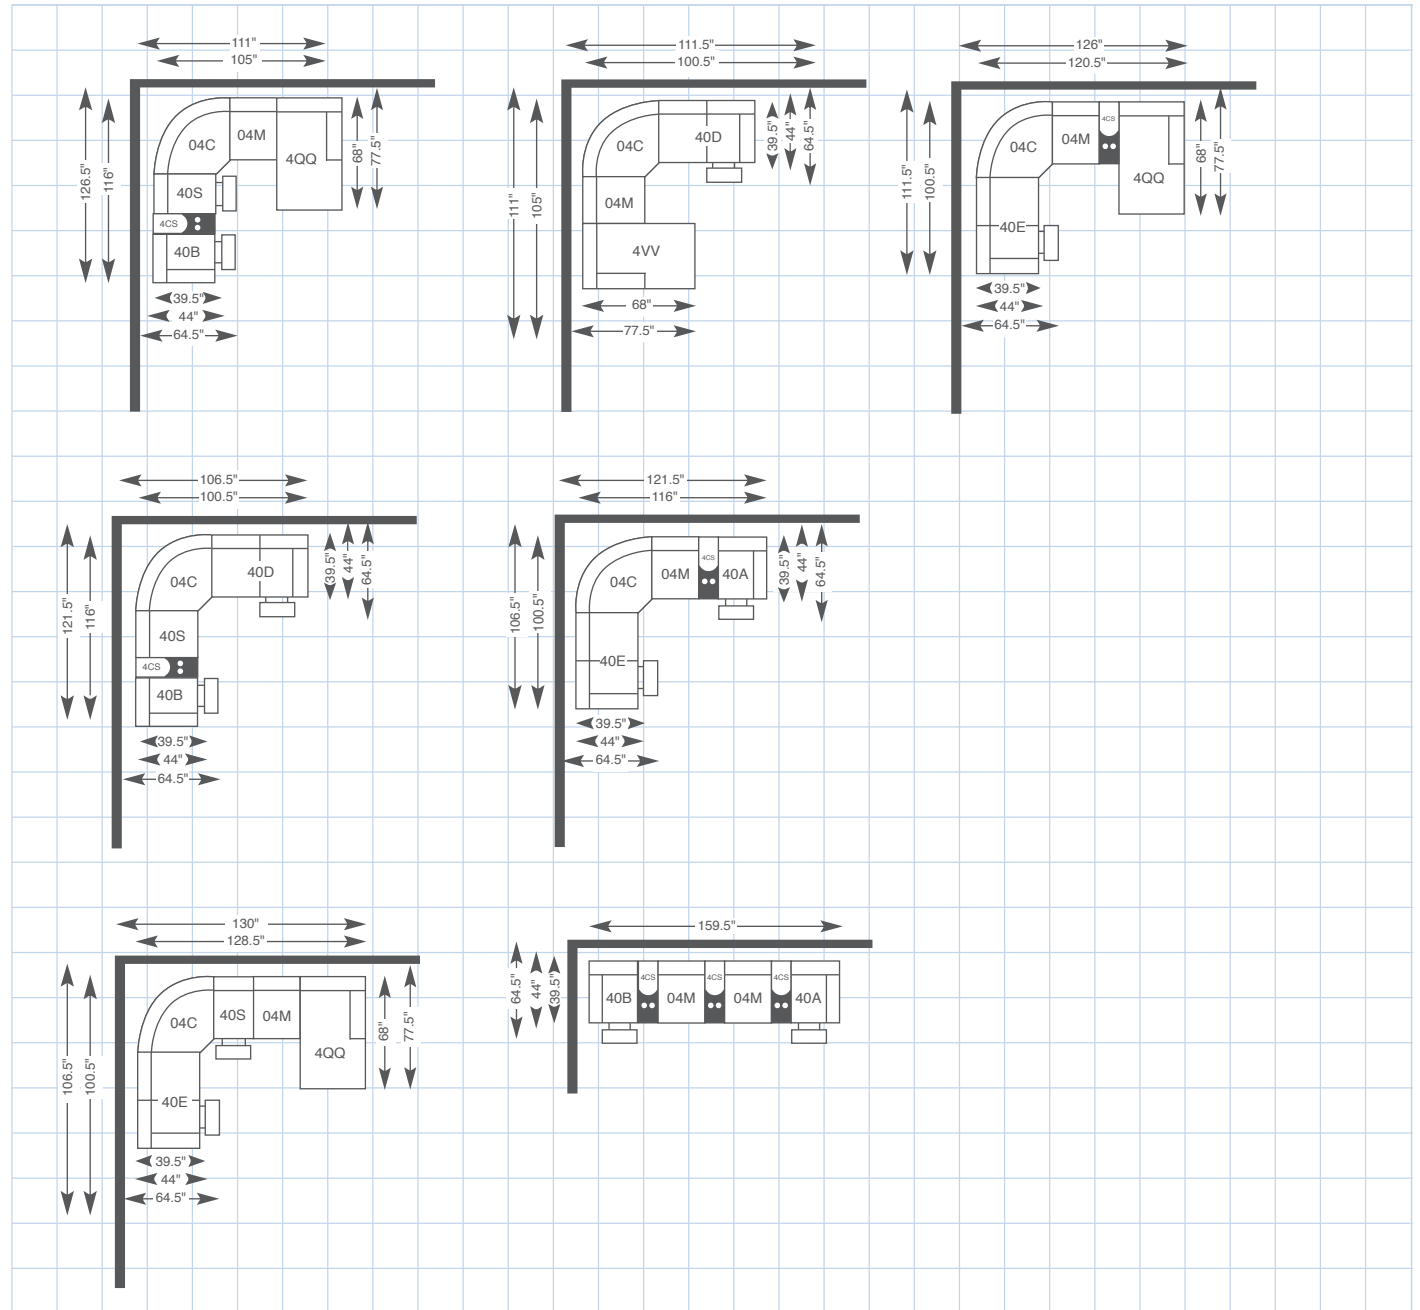 111"
105"
126.5"
116"
04C
04M
4QQ
68"
77.5"
40S
4CS
40B
39.5"
44"
64.5"
111.5"
100.5"
111"
105"
04C
40D
39.5"
44"
64.5"
04M
4VV
68"
77.5"
126"
120.5"
111.5"
100.5"
04C
04M
4CS
4QQ
68"
77.5"
40E
39.5"
44"
64.5"
106.5"
100.5"
121.5"
116"
04C
40D
39.5"
44"
64.5"
40S
4CS
40B
39.5"
44"
64.5"
121.5"
116"
106.5"
100.5"
04C
04M
4CS
40A
39.5"
44"
64.5"
40E
39.5"
44"
64.5"
130"
128.5"
106.5"
100.5"
04C
40S
04M
4QQ
68"
77.5"
40E
39.5"
44"
64.5"
159.5"
64.5"
44"
39.5"
40B
4CS
04M
4CS
04M
4CS
40A